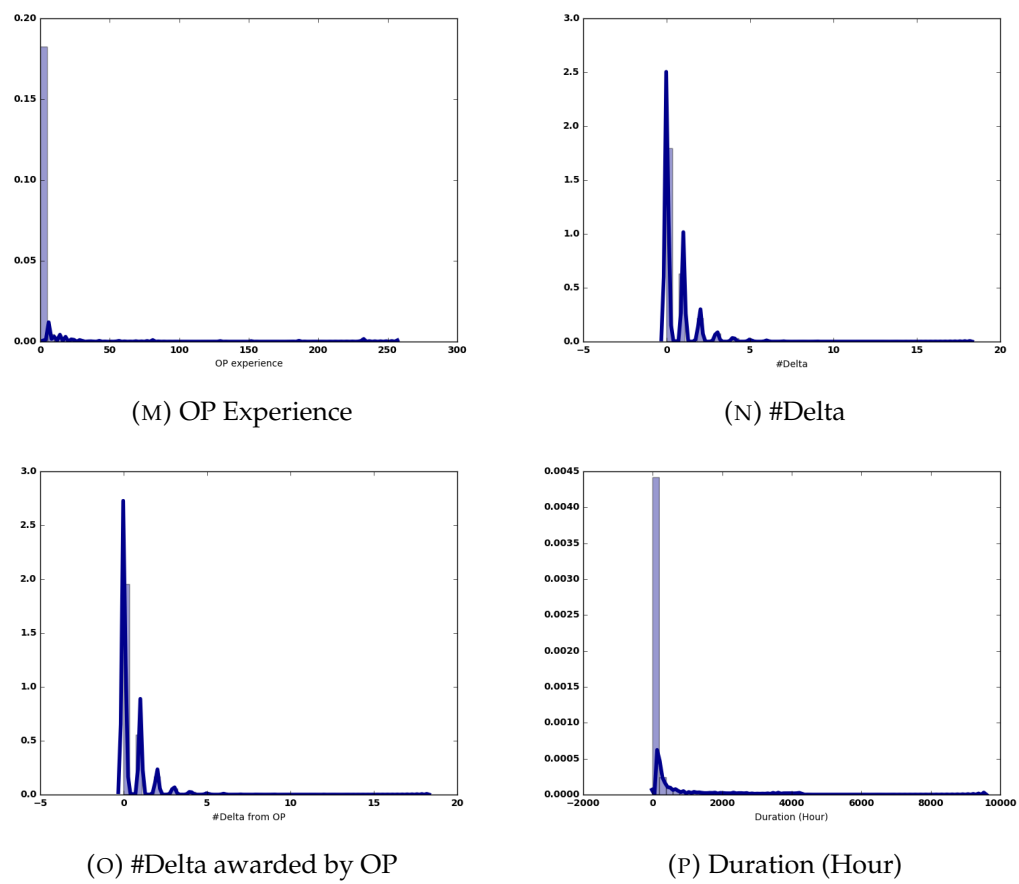 0.20
0.15
0.10
0.05
0.00
0 50 100 150 200 250 300
OP experience
(M) OP Experience
3.0
2.5
2.0
1.5
1.0
0.5
0.0
−5 0 5 10 15 20
#Delta
(N) #Delta
3.0
2.5
2.0
1.5
1.0
0.5
0.0
−5 0 5 10 15 20
#Delta from OP
(O) #Delta awarded by OP
0.0045
0.0040
0.0035
0.0030
0.0025
0.0020
0.0015
0.0010
0.0005
0.0000
−2000 0 2000 4000 6000 8000 10000
Duration (Hour)
(P) Duration (Hour)